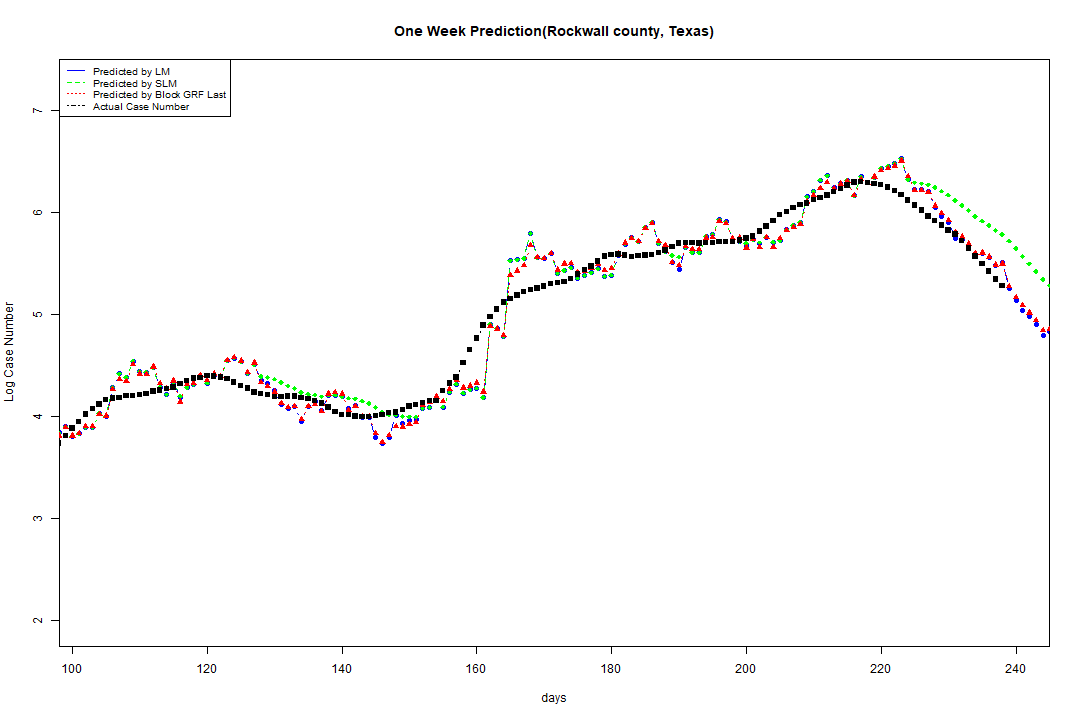 One Week Prediction(Rockwall county, Texas)
Predicted by LM
Predicted by SLM
Predicted by Block GRF Last
Actual Case Number
Log Case Number
7
6
5
4
3
2
100 120 140 160 180 200 220 240
days